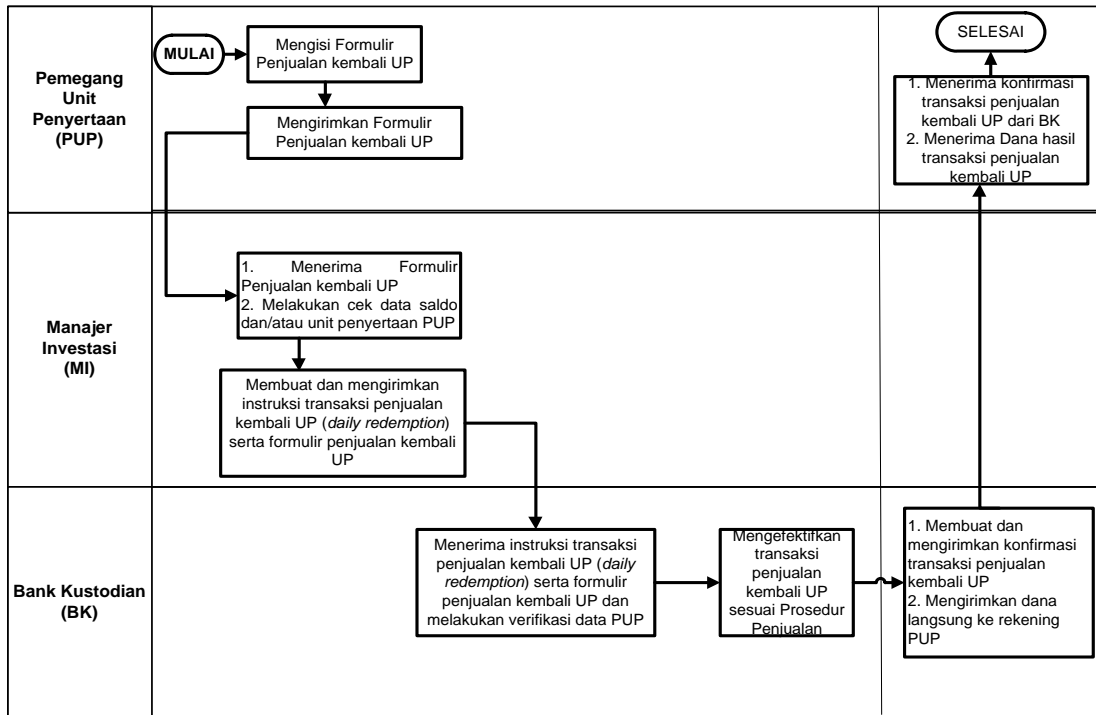 Pemegang
Unit
Penyertaan
(PUP)
MULAI
Mengisi Formulir
Penjualan kembali UP
Mengirimkan Formulir
Penjualan kembali UP
SELESAI
1. Menerima konfirmasi
transaksi penjualan
kembali UP dari BK
2. Menerima Dana hasil
transaksi penjualan
kembali UP
Manajer
Investasi
(MI)
1. Menerima Formulir
Penjualan kembali UP
2. Melakukan cek data saldo
dan/atau unit penyertaan PUP
Membuat dan mengirimkan
instruksi transaksi penjualan
kembali UP (daily redemption)
serta formulir penjualan kembali
UP
Bank Kustodian
(BK)
Menerima instruksi transaksi
penjualan kembali UP (daily
redemption) serta formulir
penjualan kembali UP dan
melakukan verifikasi data PUP
Mengefektifkan
transaksi
penjualan
kembali UP
sesuai Prosedur
Penjualan
1. Membuat dan
mengirimkan konfirmasi
transaksi penjualan
kembali UP
2. Mengirimkan dana
langsung ke rekening
PUP